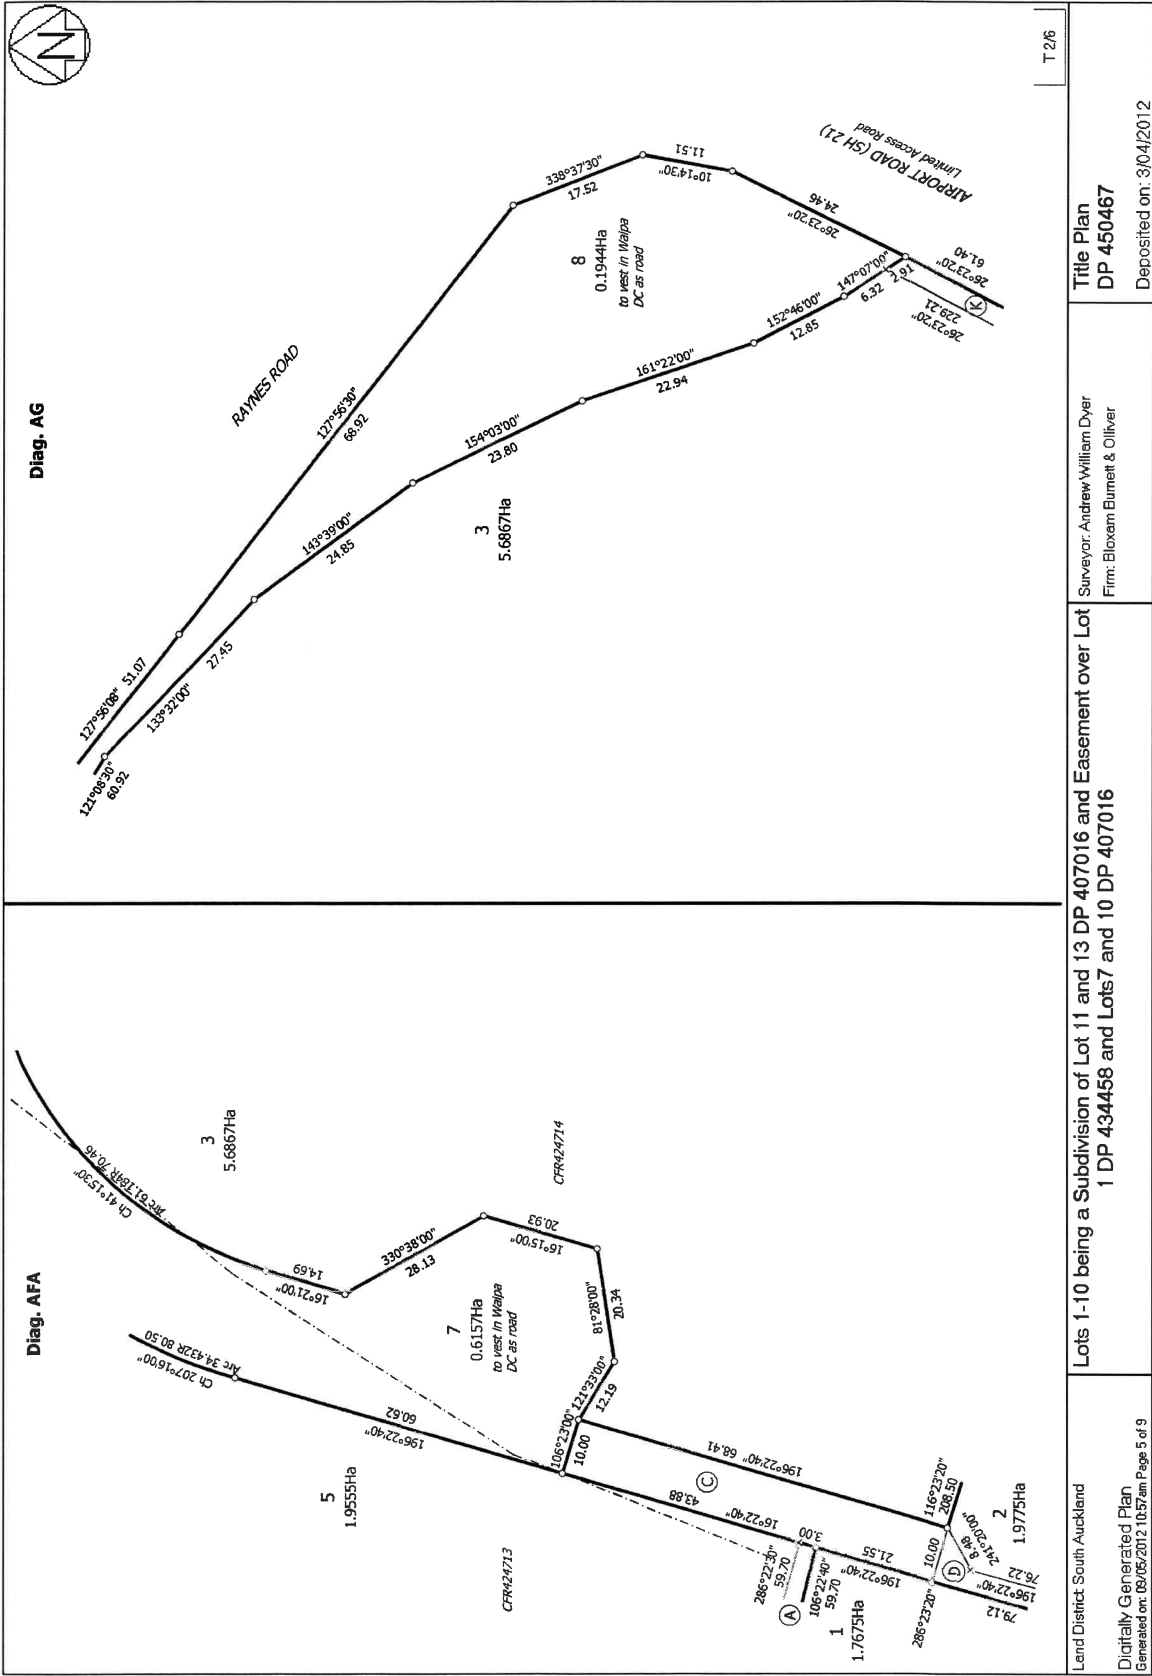 Diag. AFA
Ch 41°15'30"
Arc 61.184R 70.46
3
5.6867Ha
Ch 207°16'00"
Arc 34.432R 80.50
16°21'00"
14.69
330°38'00"
28.13
5
1.9555Ha
196°22'40"
60.62
7
0.6157Ha
to vest in Waipa
DC as road
16°15'00"
20.93
CFR424714
81°28'00"
20.34
121°33'00"
12.19
106°23'00"
10.00
CFR424713
16°22'40"
43.88
C
196°22'40" 68.41
286°22'30"
59.70
A
3.00
106°22'40"
59.70
1
1.7675Ha
196°22'40"
21.55
116°23'20"
208.50
10.00
D
8.48
241°20'00"
2
1.9775Ha
286°23'20"
79.12
196°22'40"
76.22
Diag. AG
N
RAYNES ROAD
127°56'08" 51.07
121°08'30"
60.92
133°32'00"
27.45
127°56'30"
68.92
143°39'00"
24.85
154°03'00"
23.80
3
5.6867Ha
161°22'00"
22.94
8
0.1944Ha
to vest in Waipa
DC as road
338°37'30"
17.52
10°14'30"
11.51
26°23'20"
24.46
AIRPORT ROAD (SH 21)
Limited Access Road
152°46'00"
12.85
147°07'00"
6.32
2.91
26°23'20"
229.21
K
26°23'20"
61.40
T 2/6
Land District: South Auckland
Digitally Generated Plan
Generated on: 09/05/2012 10:57am Page 5 of 9
Lots 1-10 being a Subdivision of Lot 11 and 13 DP 407016 and Easement over Lot
1 DP 434458 and Lots7 and 10 DP 407016
Surveyor: Andrew William Dyer
Firm: Bloxam Burnett & Olliver
Title Plan
DP 450467
Deposited on: 3/04/2012